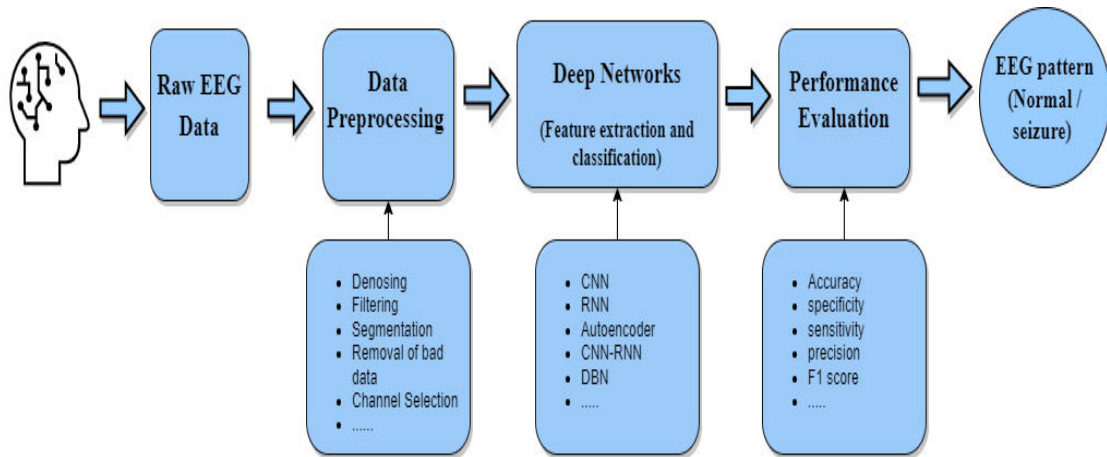 Raw EEG
Data
Data
Preprocessing
Deep Networks
(Feature extraction and
classification)
Performance
Evaluation
EEG pattern
(Normal /
seizure)
• Denosing
• Filtering
• Segmentation
• Removal of bad
data
• Channel Selection
• ......
• CNN
• RNN
• Autoencoder
• CNN-RNN
• DBN
• .....
• Accuracy
• specificity
• sensitivity
• precision
• F1 score
• .....